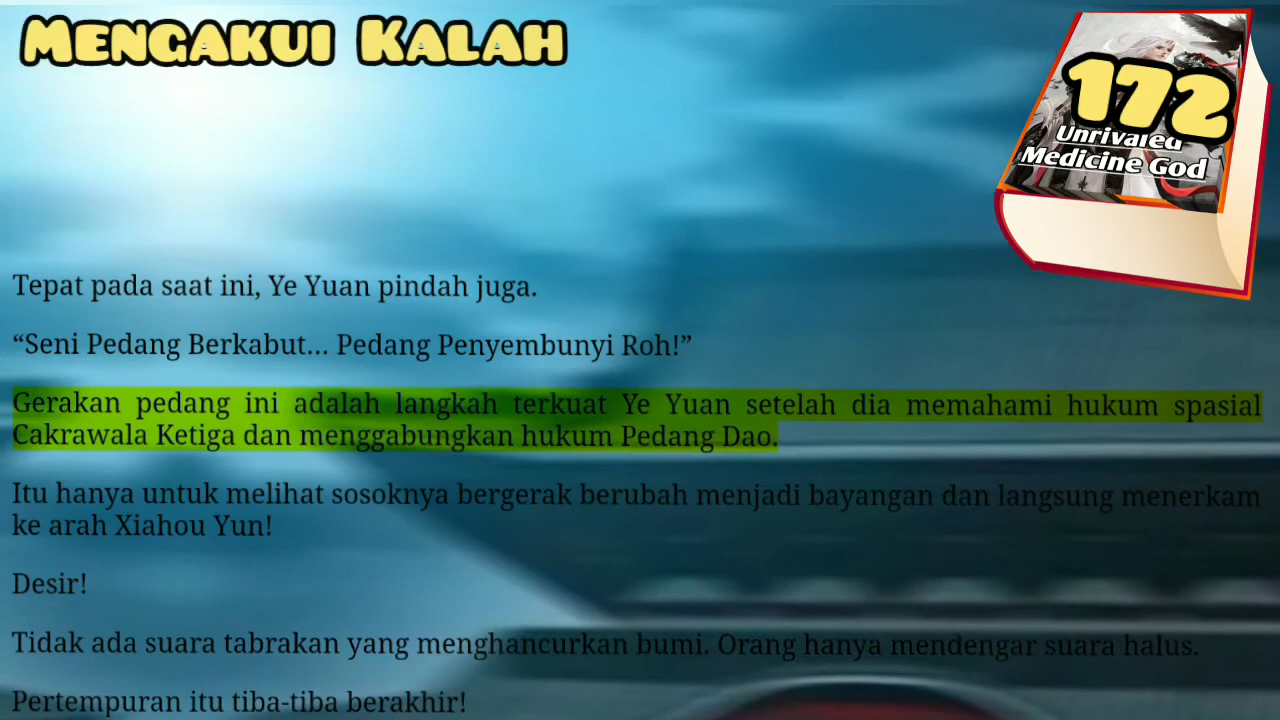 Mengakui Kalah
172
Unrivaled
Medicine God
Tepat pada saat ini, Ye Yuan pindah juga.
“Seni Pedang Berkabut... Pedang Penyembunyi Roh!”
Gerakan pedang ini adalah langkah terkuat Ye Yuan setelah dia memahami hukum spasial
Cakrawala Ketiga dan menggabungkan hukum Pedang Dao.
Itu hanya untuk melihat sosoknya bergerak berubah menjadi bayangan dan langsung menerkam
ke arah Xiahou Yun!
Desir!
Tidak ada suara tabrakan yang menghancurkan bumi. Orang hanya mendengar suara halus.
Pertempuran itu tiba-tiba berakhir!